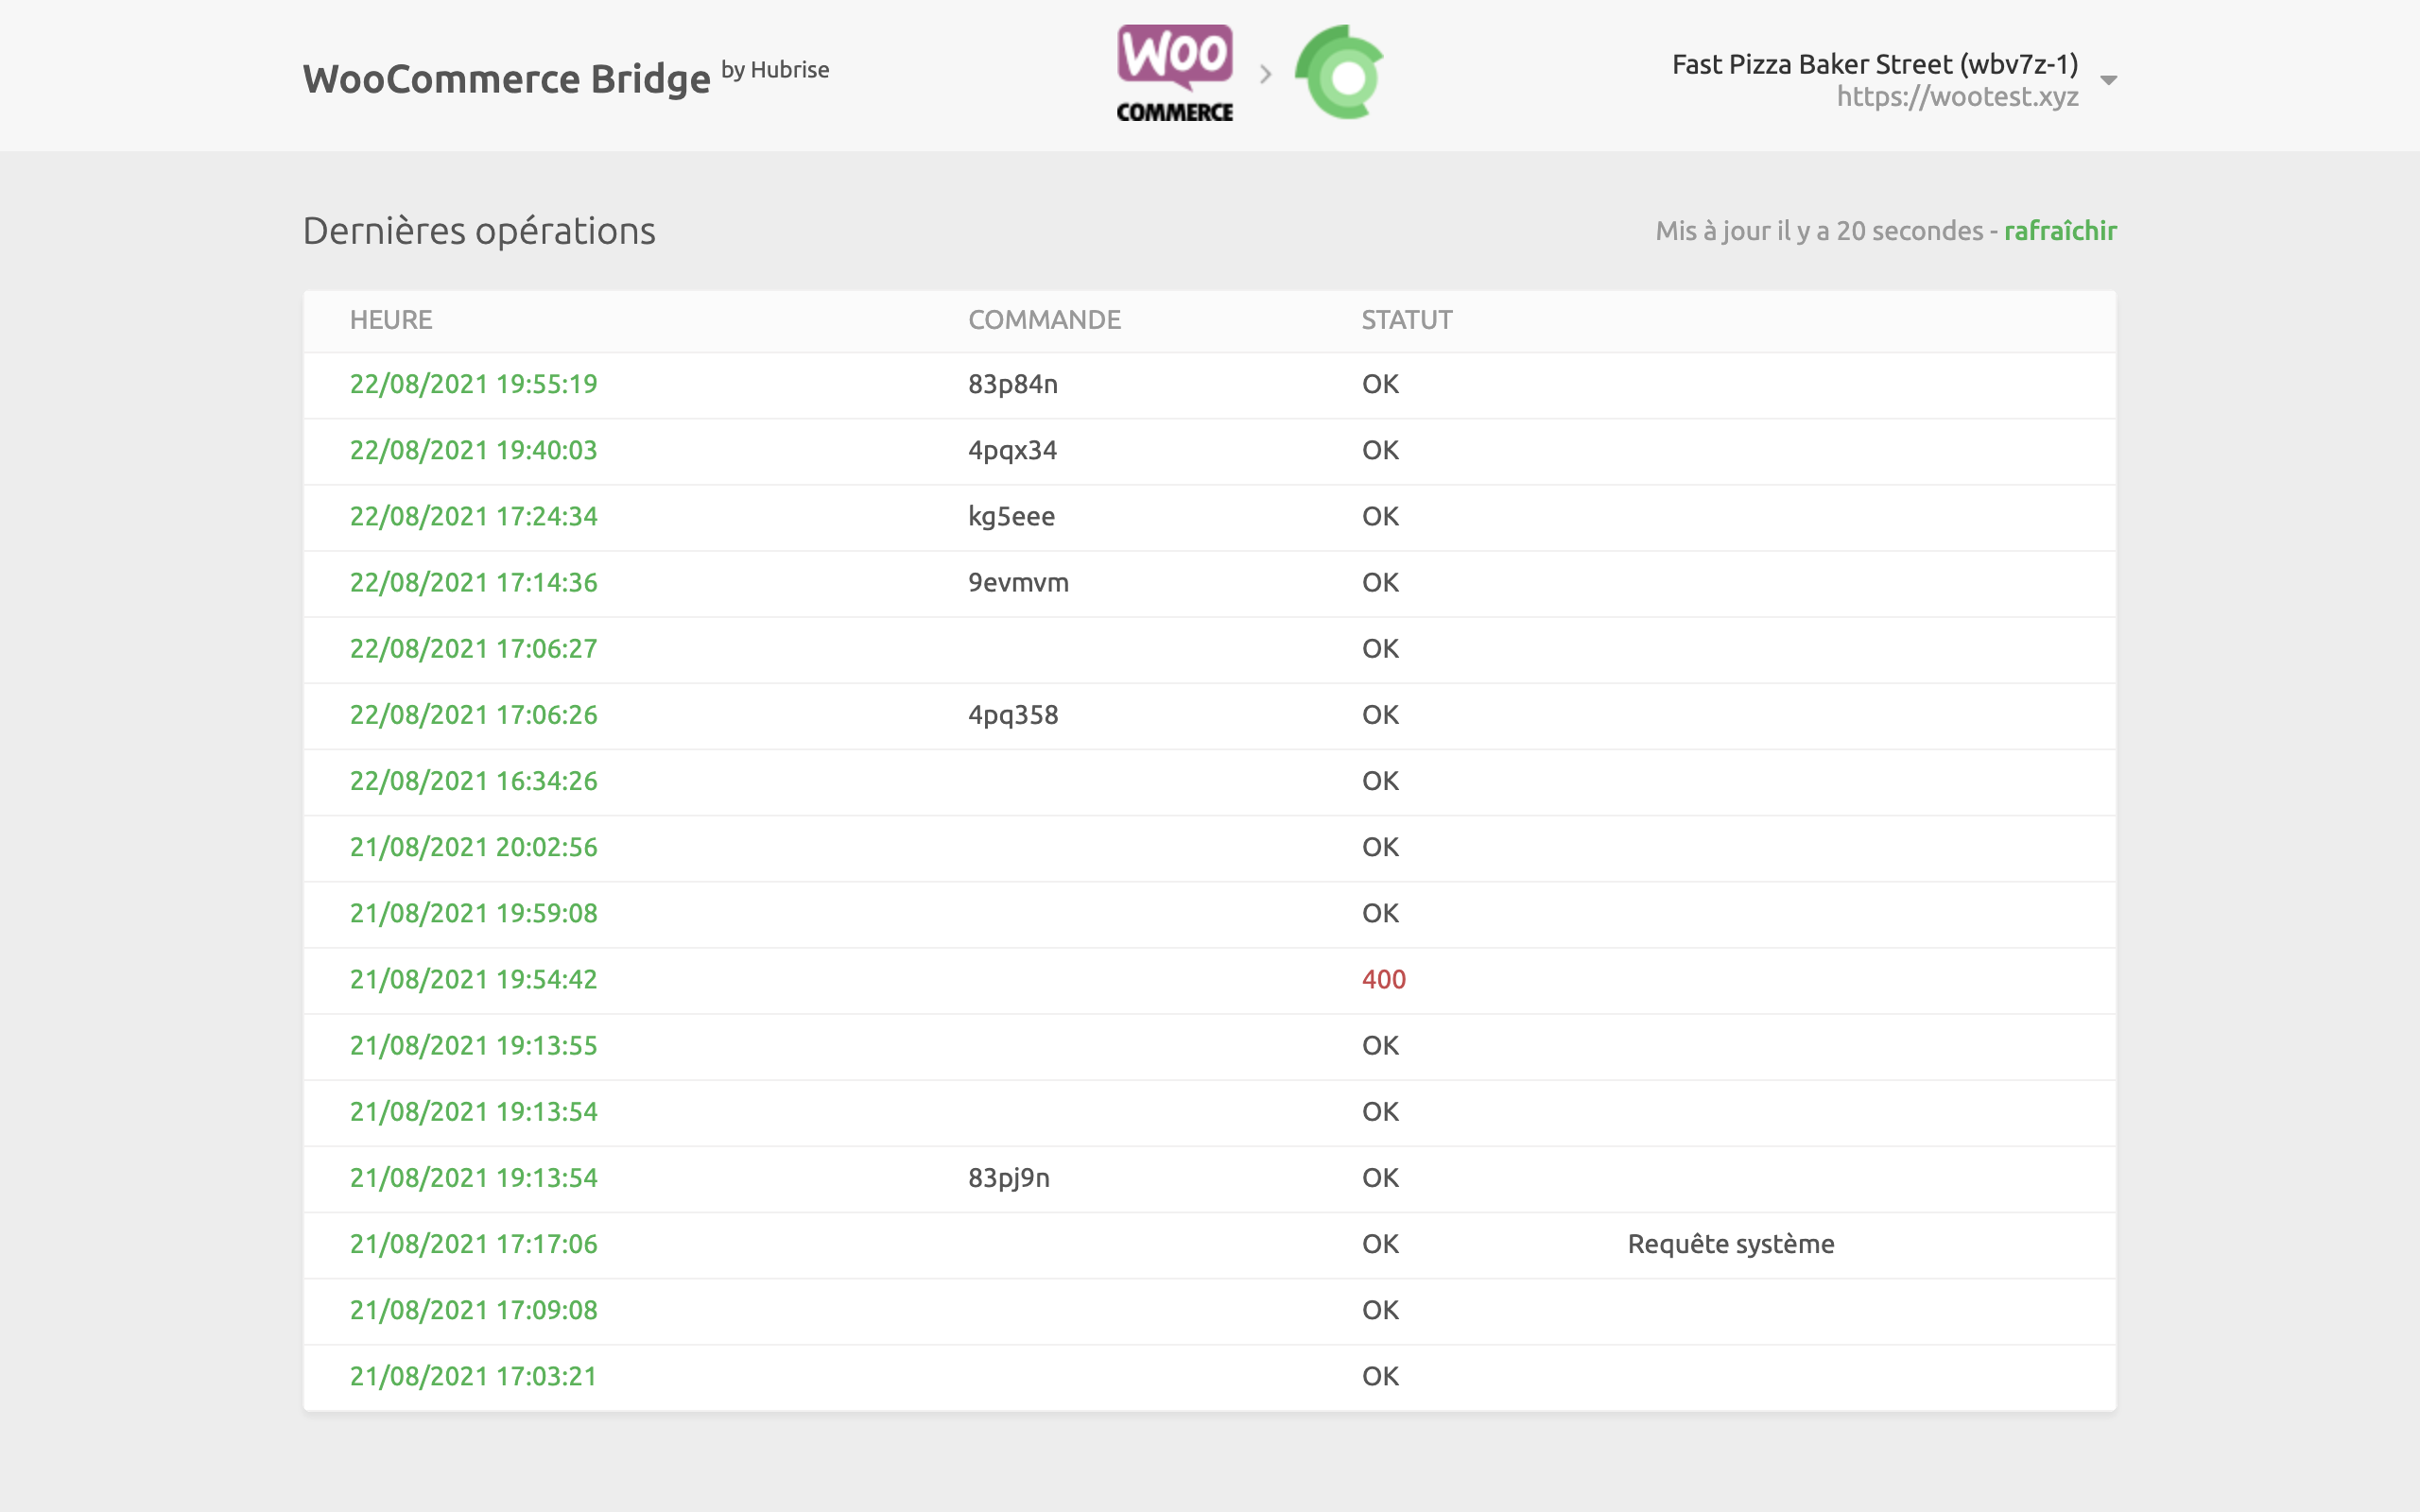 WooCommerce Bridge by Hubrise
WOO
COMMERCE
Fast Pizza Baker Street (wbv7z-1)
https://wootest.xyz
Dernières opérations
Mis à jour il y a 20 secondes - rafraîchir
HEURE COMMANDE STATUT
22/08/2021 19:55:19 83p84n OK
22/08/2021 19:40:03 4pqx34 OK
22/08/2021 17:24:34 kg5eee OK
22/08/2021 17:14:36 9evmvm OK
22/08/2021 17:06:27 OK
22/08/2021 17:06:26 4pq358 OK
22/08/2021 16:34:26 OK
21/08/2021 20:02:56 OK
21/08/2021 19:59:08 OK
21/08/2021 19:54:42 400
21/08/2021 19:13:55 OK
21/08/2021 19:13:54 OK
21/08/2021 19:13:54 83pj9n OK
21/08/2021 17:17:06 OK Requête système
21/08/2021 17:09:08 OK
21/08/2021 17:03:21 OK